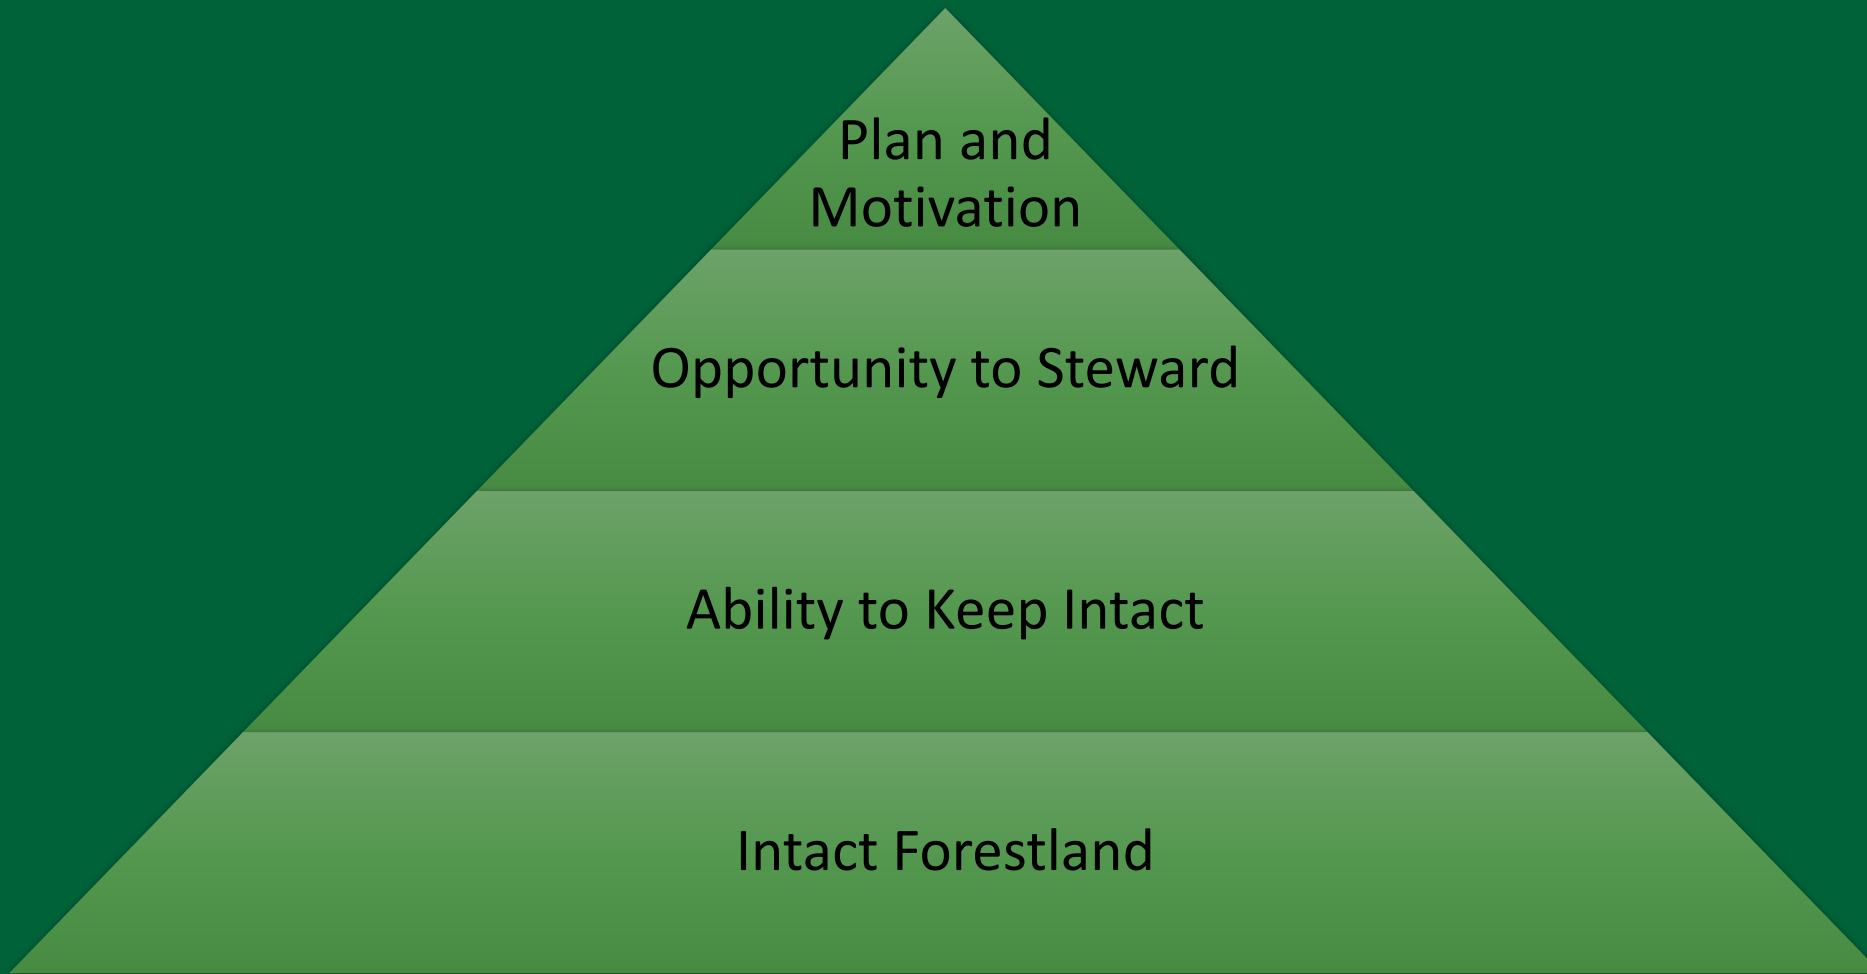 Plan and
Motivation
Opportunity to Steward
Ability to Keep Intact
Intact Forestland